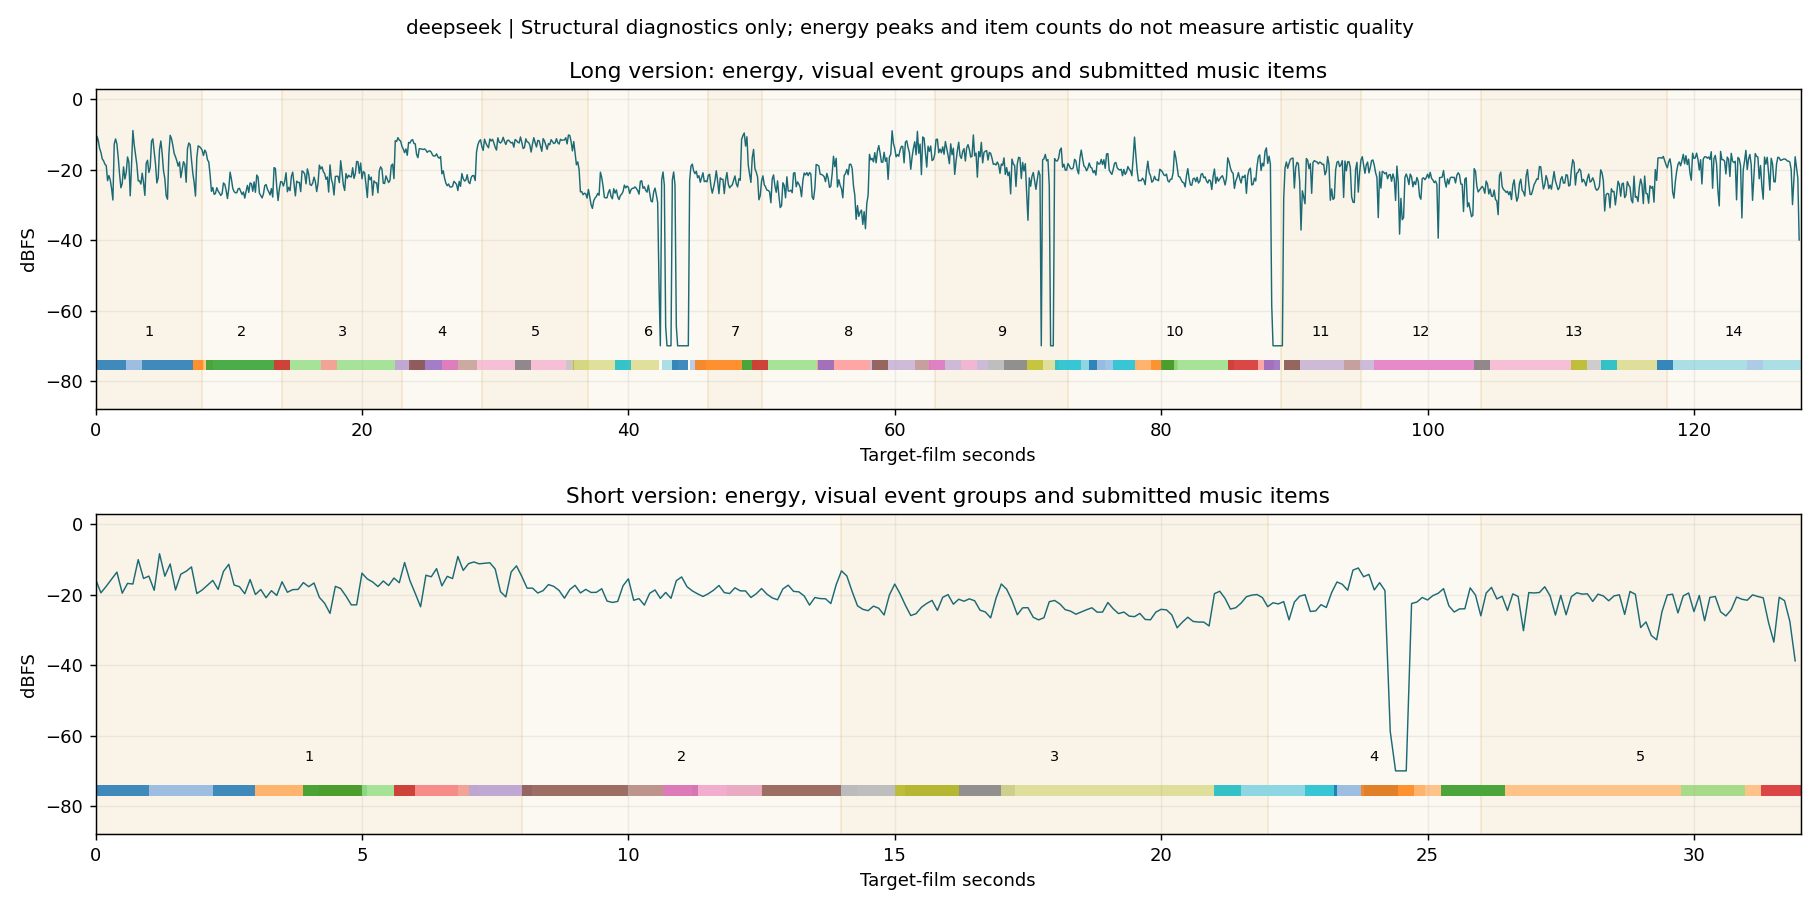 deepseek | Structural diagnostics only; energy peaks and item counts do not measure artistic quality
Long version: energy, visual event groups and submitted music items
0
−20
−40
−60
−80
dBFS
1 2 3 4 5 6 7 8 9 10 11 12 13 14
0 20 40 60 80 100 120
Target-film seconds
Short version: energy, visual event groups and submitted music items
0
−20
−40
−60
−80
dBFS
1 2 3 4 5
0 5 10 15 20 25 30
Target-film seconds